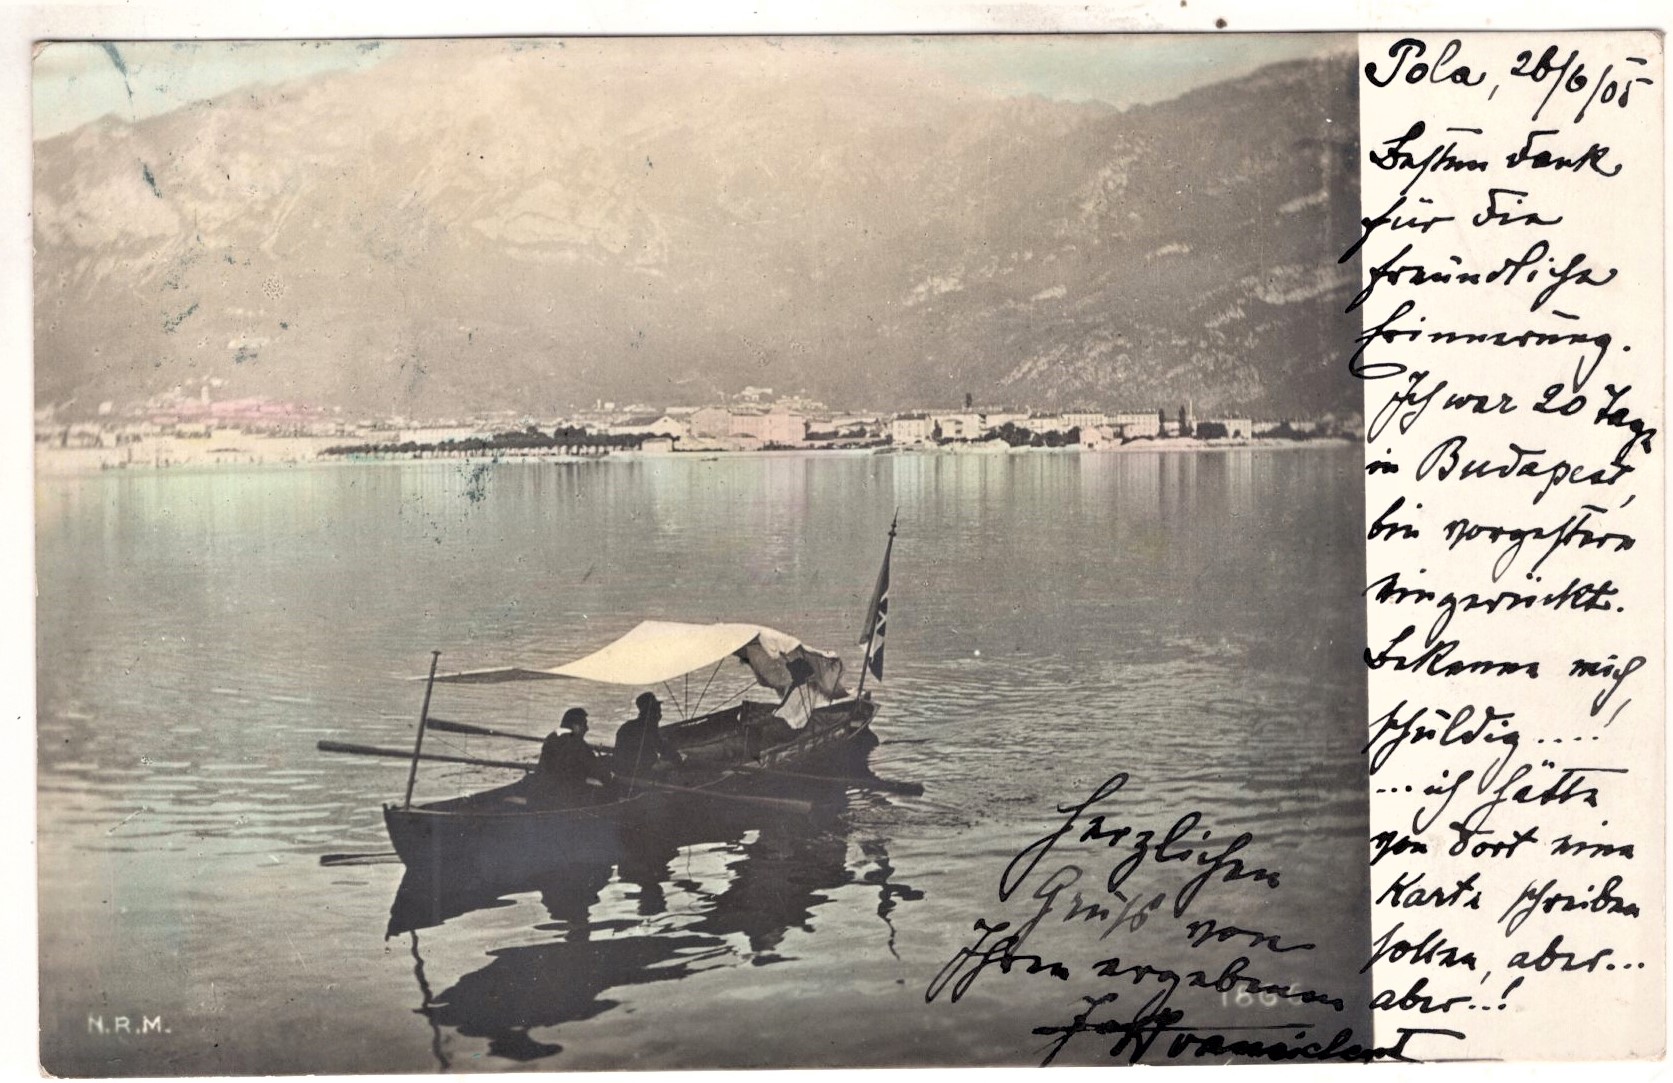 Pola, 26/6/05
Besten Dank
für die
freundliche
Erinnerung.
Ich war 20 Tage
in Budapest,
bin vorgestern
eingerückt.
Bekenne mich
schuldig....!
...ich hätte
von dort eine
Karte schreiben
sollen, aber...
aber..!
Herzlichen
Gruß von
Ihrem ergebenen
N.R.M.